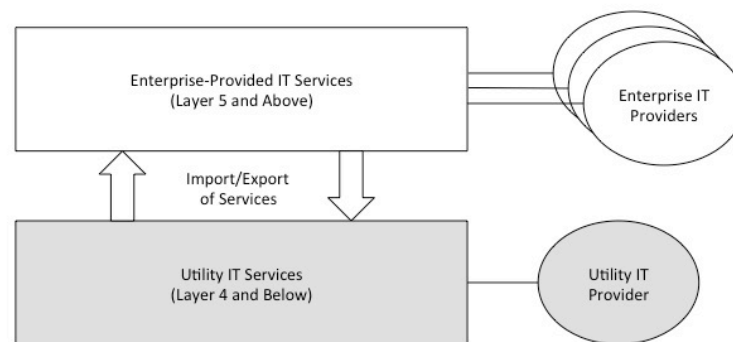 Enterprise-Provided IT Services
(Layer 5 and Above)
Enterprise IT
Providers
Import/Export
of Services
Utility IT Services
(Layer 4 and Below)
Utility IT
Provider